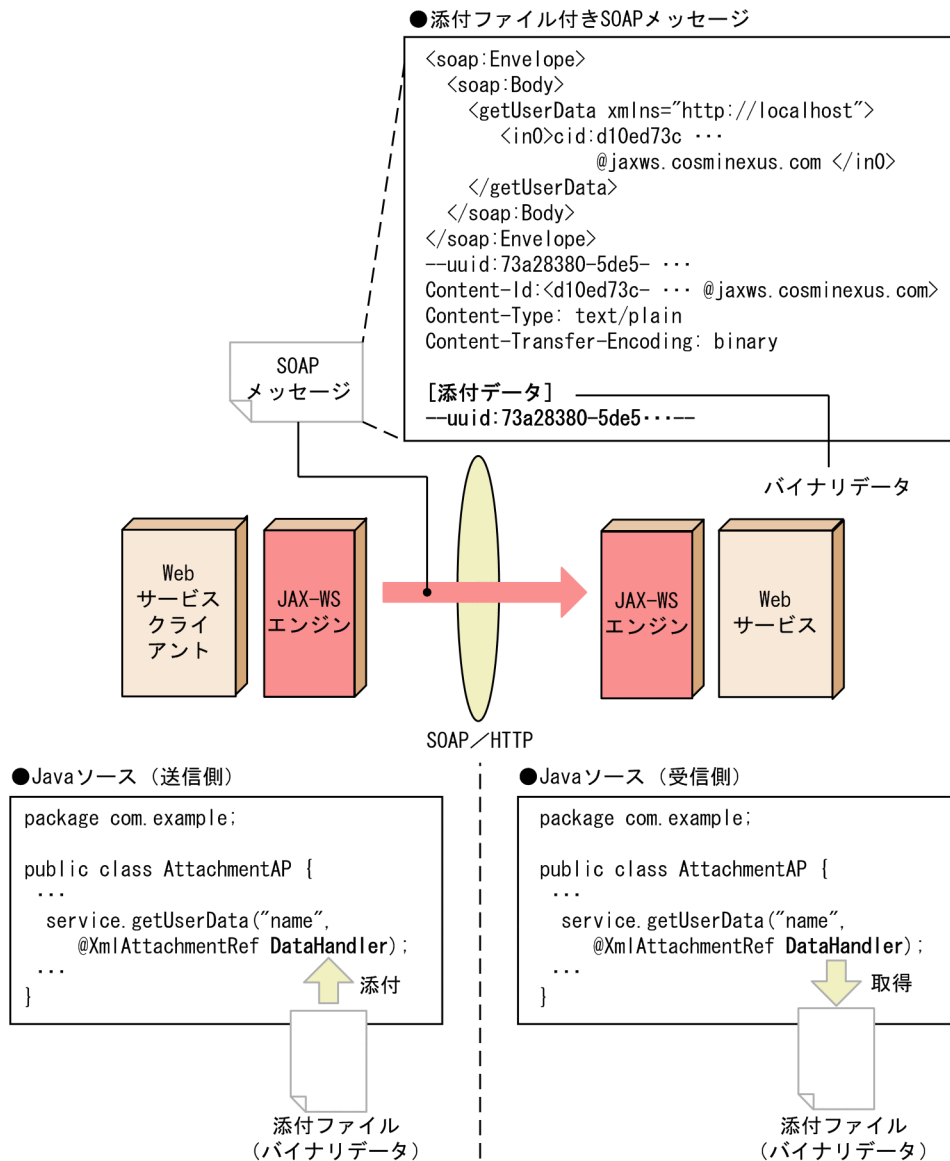 ●添付ファイル付きSOAPメッセージ
<soap:Envelope>
<soap:Body>
<getUserData xmlns="http://localhost">
<in0>cid:d10ed73c ･･･
@jaxws.cosminexus.com </in0>
</getUserData>
</soap:Body>
</soap:Envelope>
--uuid:73a28380-5de5- ･･･
Content-Id:<d10ed73c- ･･･ @jaxws.cosminexus.com>
Content-Type: text/plain
Content-Transfer-Encoding: binary
[添付データ]
--uuid:73a28380-5de5･･･--
SOAP
メッセージ
バイナリデータ
Web
サービス
クライ
アント
JAX-WS
エンジン
JAX-WS
エンジン
Web
サービス
SOAP／HTTP
●Javaソース（送信側）
package com.example;
public class AttachmentAP {
･･･
service.getUserData("name",
@XmlAttachmentRef DataHandler);
･･･
}
添付
添付ファイル
（バイナリデータ）
●Javaソース（受信側）
package com.example;
public class AttachmentAP {
･･･
service.getUserData("name",
@XmlAttachmentRef DataHandler);
･･･
}
取得
添付ファイル
（バイナリデータ）